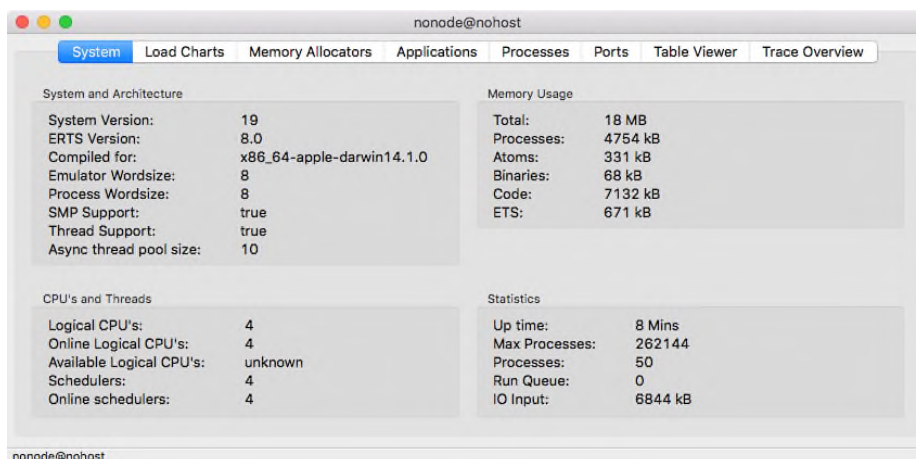 nonode@nohost
System Load Charts Memory Allocators Applications Processes Ports Table Viewer Trace Overview
System and Architecture
System Version: 19
ERTS Version: 8.0
Compiled for: x86_64-apple-darwin14.1.0
Emulator Wordsize: 8
Process Wordsize: 8
SMP Support: true
Thread Support: true
Async thread pool size: 10
Memory Usage
Total: 18 MB
Processes: 4754 kB
Atoms: 331 kB
Binaries: 68 kB
Code: 7132 kB
ETS: 671 kB
CPU's and Threads
Logical CPU's: 4
Online Logical CPU's: 4
Available Logical CPU's: unknown
Schedulers: 4
Online schedulers: 4
Statistics
Up time: 8 Mins
Max Processes: 262144
Processes: 50
Run Queue: 0
IO Input: 6844 kB
nonode@nohost